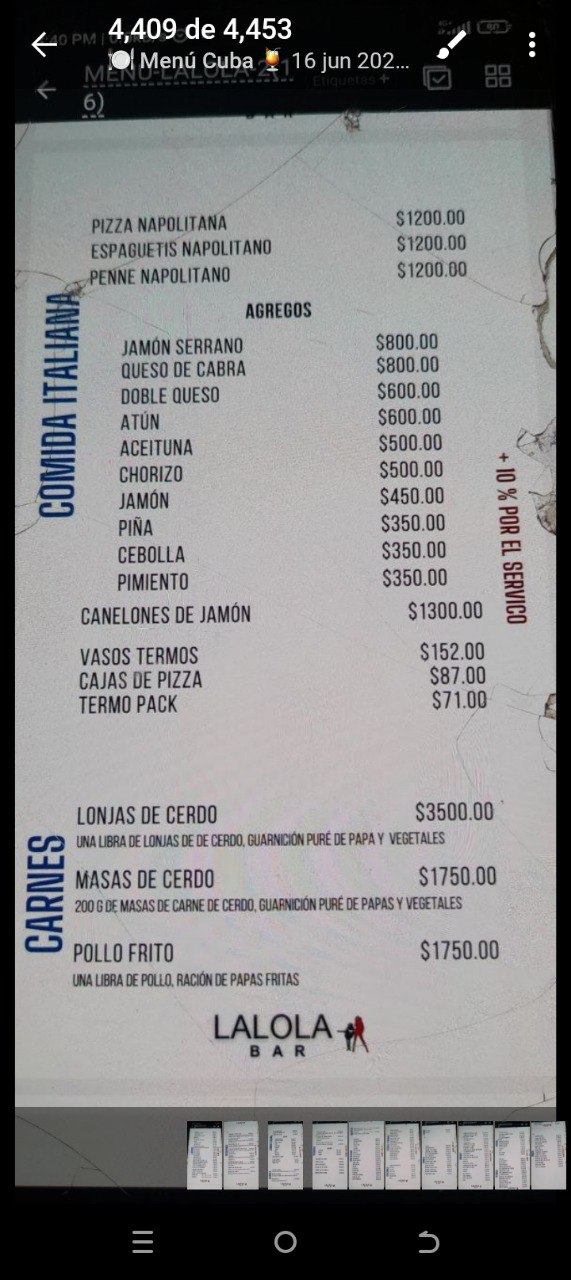 4,409 de 4,453
🍽 Menú Cuba 🍹 16 jun 202...
:40 PM
MENU-LALOLA-2(1
Etiquetas +
6)
BAR
COMIDA ITALIANA
PIZZA NAPOLITANA $1200.00
ESPAGUETIS NAPOLITANO $1200.00
PENNE NAPOLITANO $1200.00
AGREGOS
JAMÓN SERRANO $800.00
QUESO DE CABRA $800.00
DOBLE QUESO $600.00
ATÚN $600.00
ACEITUNA $500.00
CHORIZO $500.00
JAMÓN $450.00
PIÑA $350.00
CEBOLLA $350.00
PIMIENTO $350.00
CANELONES DE JAMÓN $1300.00
VASOS TERMOS $152.00
CAJAS DE PIZZA $87.00
TERMO PACK $71.00
+ 10 % POR EL SERVICO
CARNES
LONJAS DE CERDO $3500.00
UNA LIBRA DE LONJAS DE DE CERDO, GUARNICIÓN PURÉ DE PAPA Y VEGETALES
MASAS DE CERDO $1750.00
200 G DE MASAS DE CARNE DE CERDO, GUARNICIÓN PURÉ DE PAPAS Y VEGETALES
POLLO FRITO $1750.00
UNA LIBRA DE POLLO, RACIÓN DE PAPAS FRITAS
LALOLA
BAR